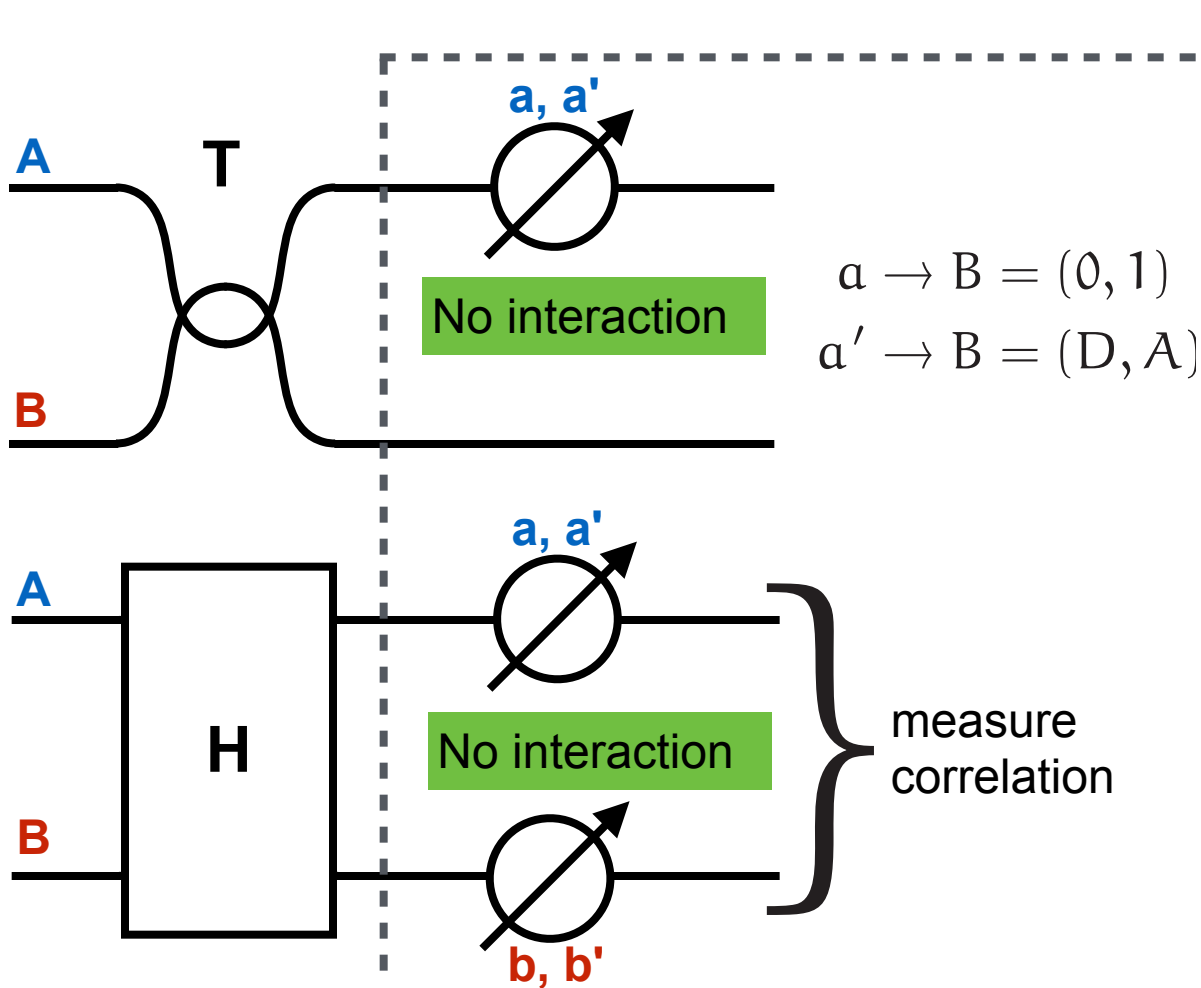 a, a'
A
T
No interaction
a → B = (0, 1)
a′ → B = (D, A)
B
a, a'
A
H
No interaction
measure
correlation
B
b, b'